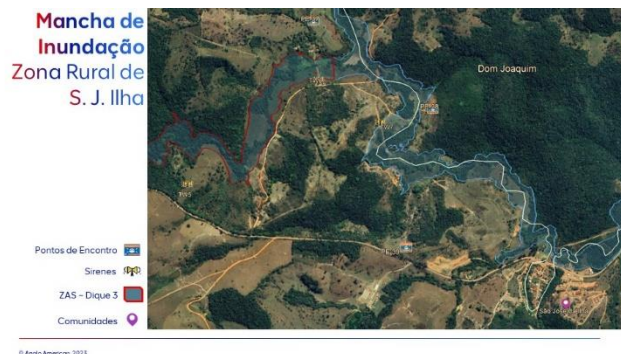 Mancha de
Inundação
Zona Rural de
S. J. Ilha
Dom Joaquim
Pontos de Encontro
Sirenes
ZAS - Dique 3
Comunidades
© Anglo American, 2023